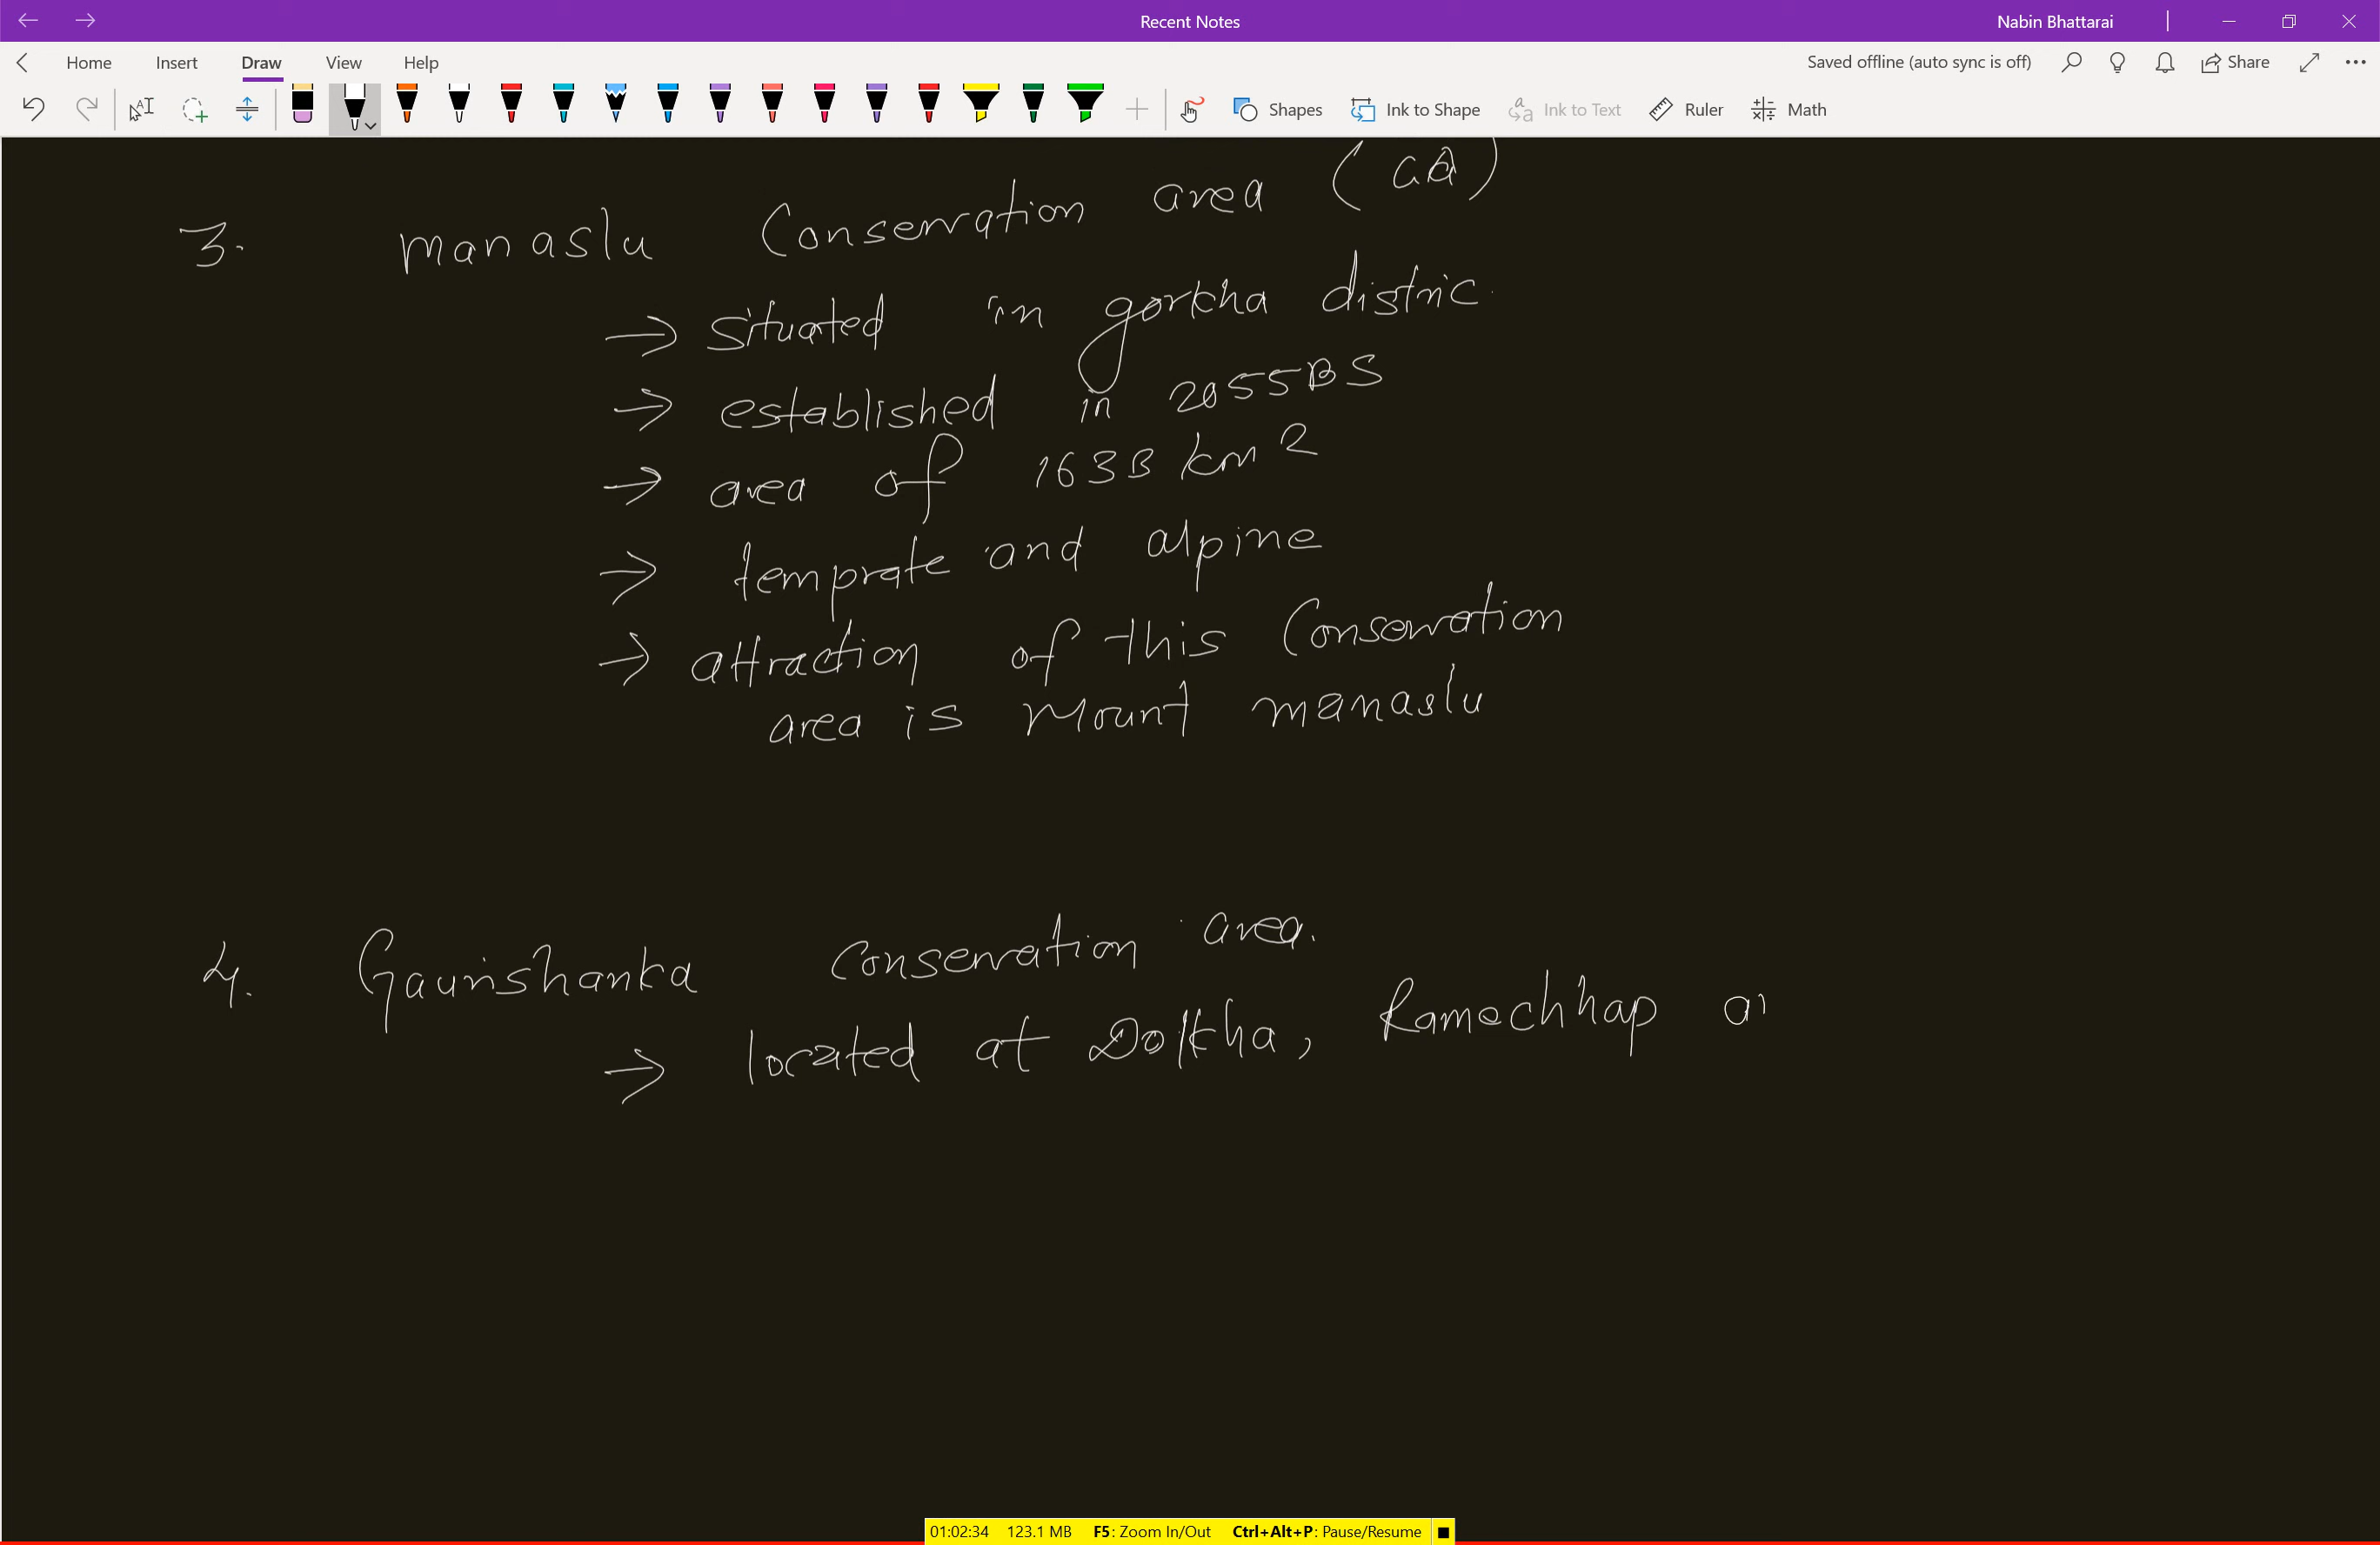 Recent Notes
Nabin Bhattarai
Home Insert Draw View Help
Saved offline (auto sync is off) Share
Shapes Ink to Shape Ink to Text Ruler Math
3. manaslu Conservation area (CA)
→ situated in gorkha distric.
→ established in 2055BS
→ area of 1633 km2
→ temprate and alpine
→ attraction of this Conservation
area is Mount manaslu
4. Gaurishanka Conservation area.
→ located at Dolkha, Ramechhap a
01:02:34 123.1 MB F5: Zoom In/Out Ctrl+Alt+P: Pause/Resume